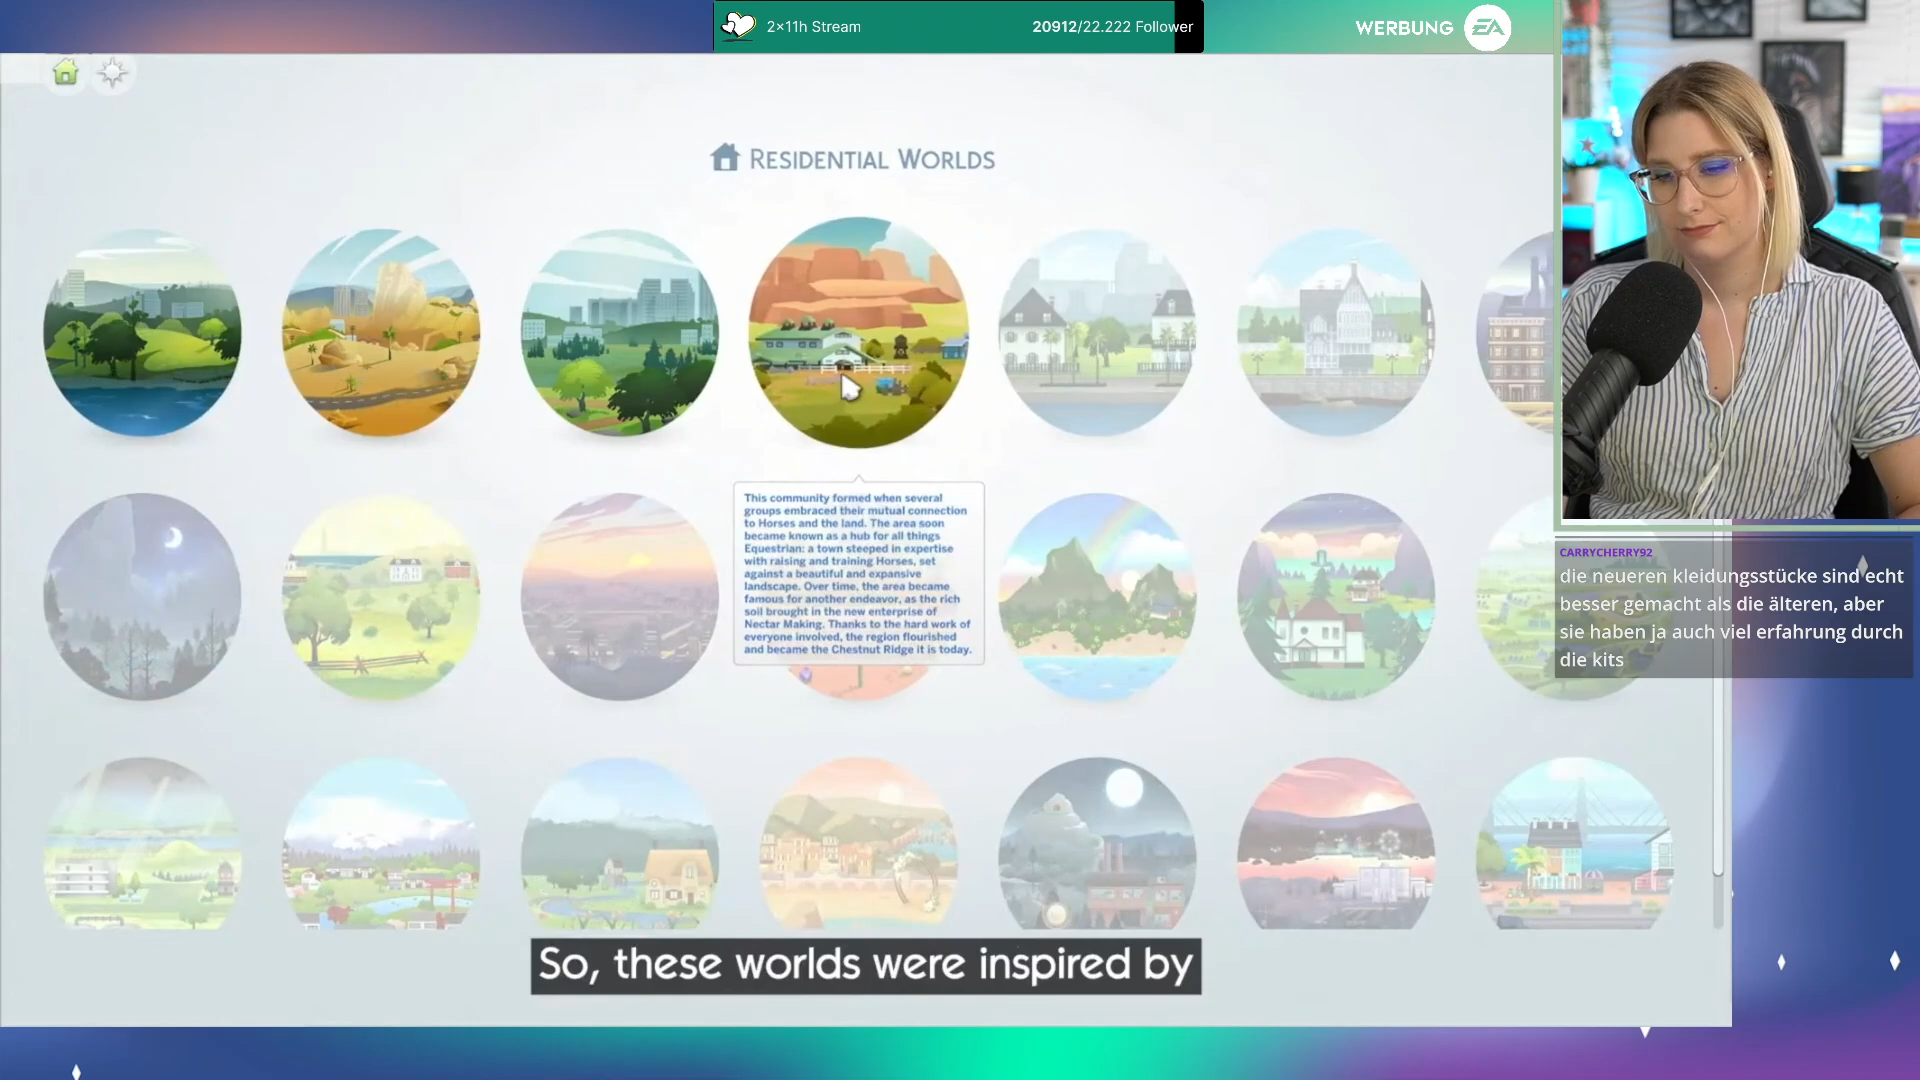 2×11h Stream
20912/22.222 Follower
WERBUNG
EA
RESIDENTIAL WORLDS
This community formed when several
groups embraced their mutual connection
to Horses and the land. The area soon
became known as a hub for all things
Equestrian: a town steeped in expertise
with raising and training Horses, set
against a beautiful and expansive
landscape. Over time, the area became
famous for another endeavor, as the rich
soil brought in the new enterprise of
Nectar Making. Thanks to the hard work of
everyone involved, the region flourished
and became the Chestnut Ridge it is today.
CARRYCHERRY92
die neueren kleidungsstücke sind echt
besser gemacht als die älteren, aber
sie haben ja auch viel erfahrung durch
die kits
So, these worlds were inspired by